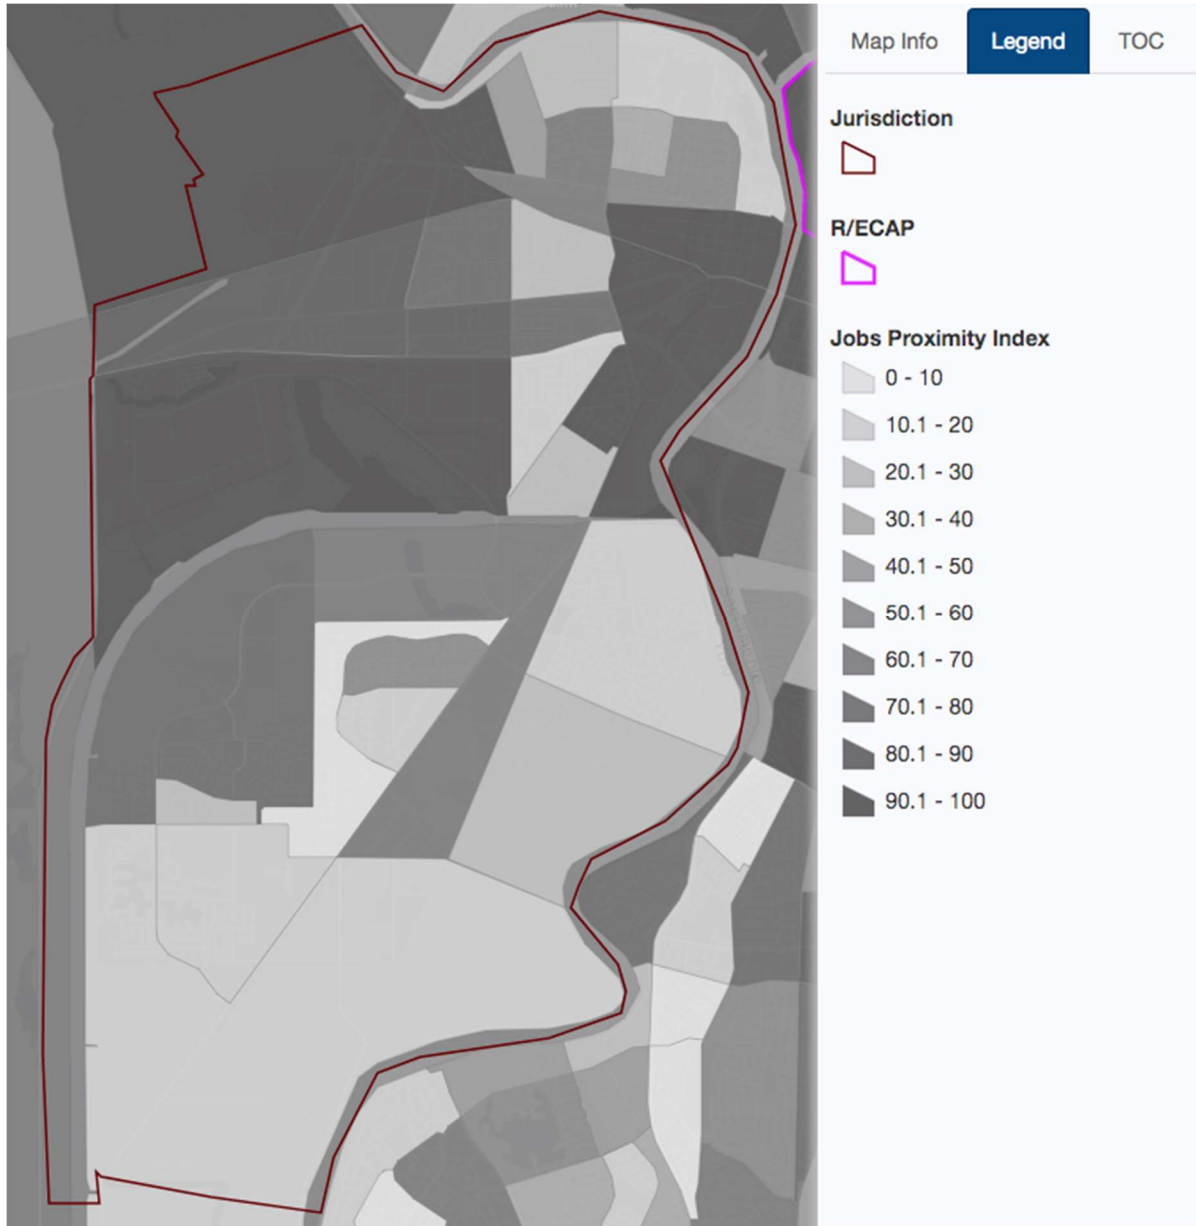 Map Info Legend TOC
Jurisdiction
R/ECAP
Jobs Proximity Index
0 - 10
10.1 - 20
20.1 - 30
30.1 - 40
40.1 - 50
50.1 - 60
60.1 - 70
70.1 - 80
80.1 - 90
90.1 - 100